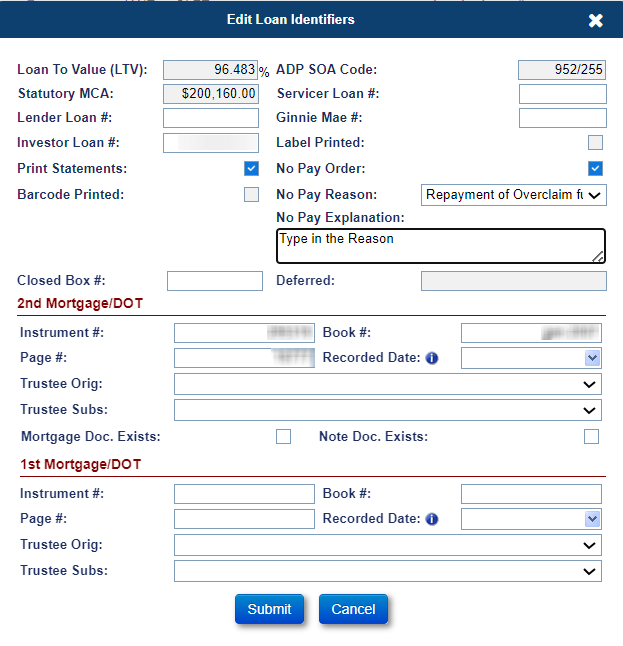 Edit Loan Identifiers
Loan To Value (LTV): 96.483 % ADP SOA Code: 952/255
Statutory MCA: $200,160.00 Servicer Loan #:
Lender Loan #: Ginnie Mae #:
Investor Loan #: Label Printed:
Print Statements: No Pay Order:
Barcode Printed: No Pay Reason: Repayment of Overclaim fu
No Pay Explanation:
Type in the Reason
Closed Box #: Deferred:
2nd Mortgage/DOT
Instrument #: Book #:
Page #: Recorded Date:
Trustee Orig:
Trustee Subs:
Mortgage Doc. Exists: Note Doc. Exists:
1st Mortgage/DOT
Instrument #: Book #:
Page #: Recorded Date:
Trustee Orig:
Trustee Subs:
Submit Cancel